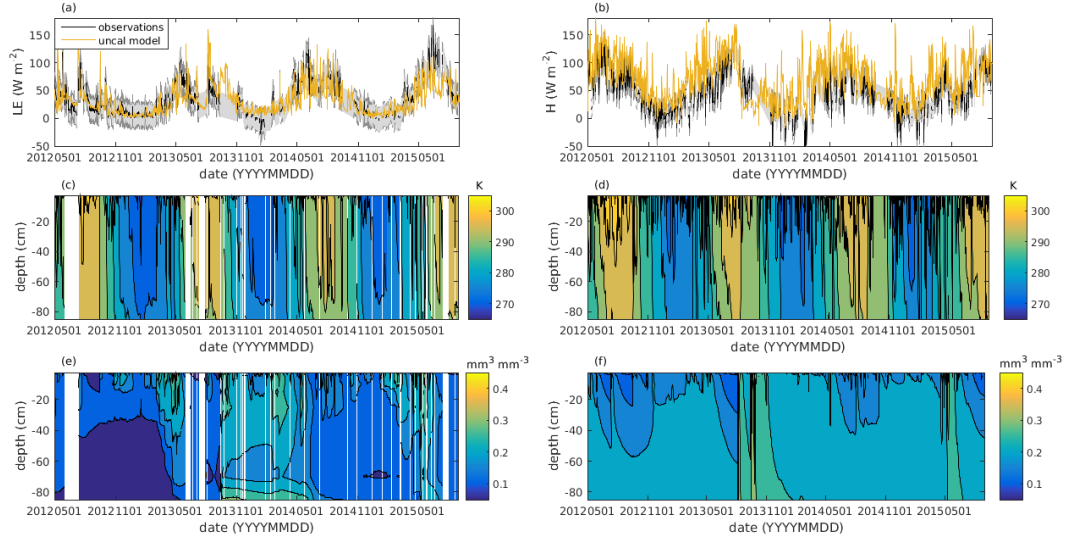 (a)
observations
uncal model
LE (W m-2)
150
100
50
0
-50
20120501 20121101 20130501 20131101 20140501 20141101 20150501
date (YYYYMMDD)
(b)
H (W m-2)
150
100
50
0
-50
20120501 20121101 20130501 20131101 20140501 20141101 20150501
date (YYYYMMDD)
(c)
K
depth (cm)
-20
-40
-60
-80
300
290
280
270
20120501 20121101 20130501 20131101 20140501 20141101 20150501
date (YYYYMMDD)
(d)
K
depth (cm)
-20
-40
-60
-80
300
290
280
270
20120501 20121101 20130501 20131101 20140501 20141101 20150501
date (YYYYMMDD)
(e)
mm3 mm-3
depth (cm)
-20
-40
-60
-80
0.4
0.3
0.2
0.1
20120501 20121101 20130501 20131101 20140501 20141101 20150501
date (YYYYMMDD)
(f)
mm3 mm-3
depth (cm)
-20
-40
-60
-80
0.4
0.3
0.2
0.1
20120501 20121101 20130501 20131101 20140501 20141101 20150501
date (YYYYMMDD)